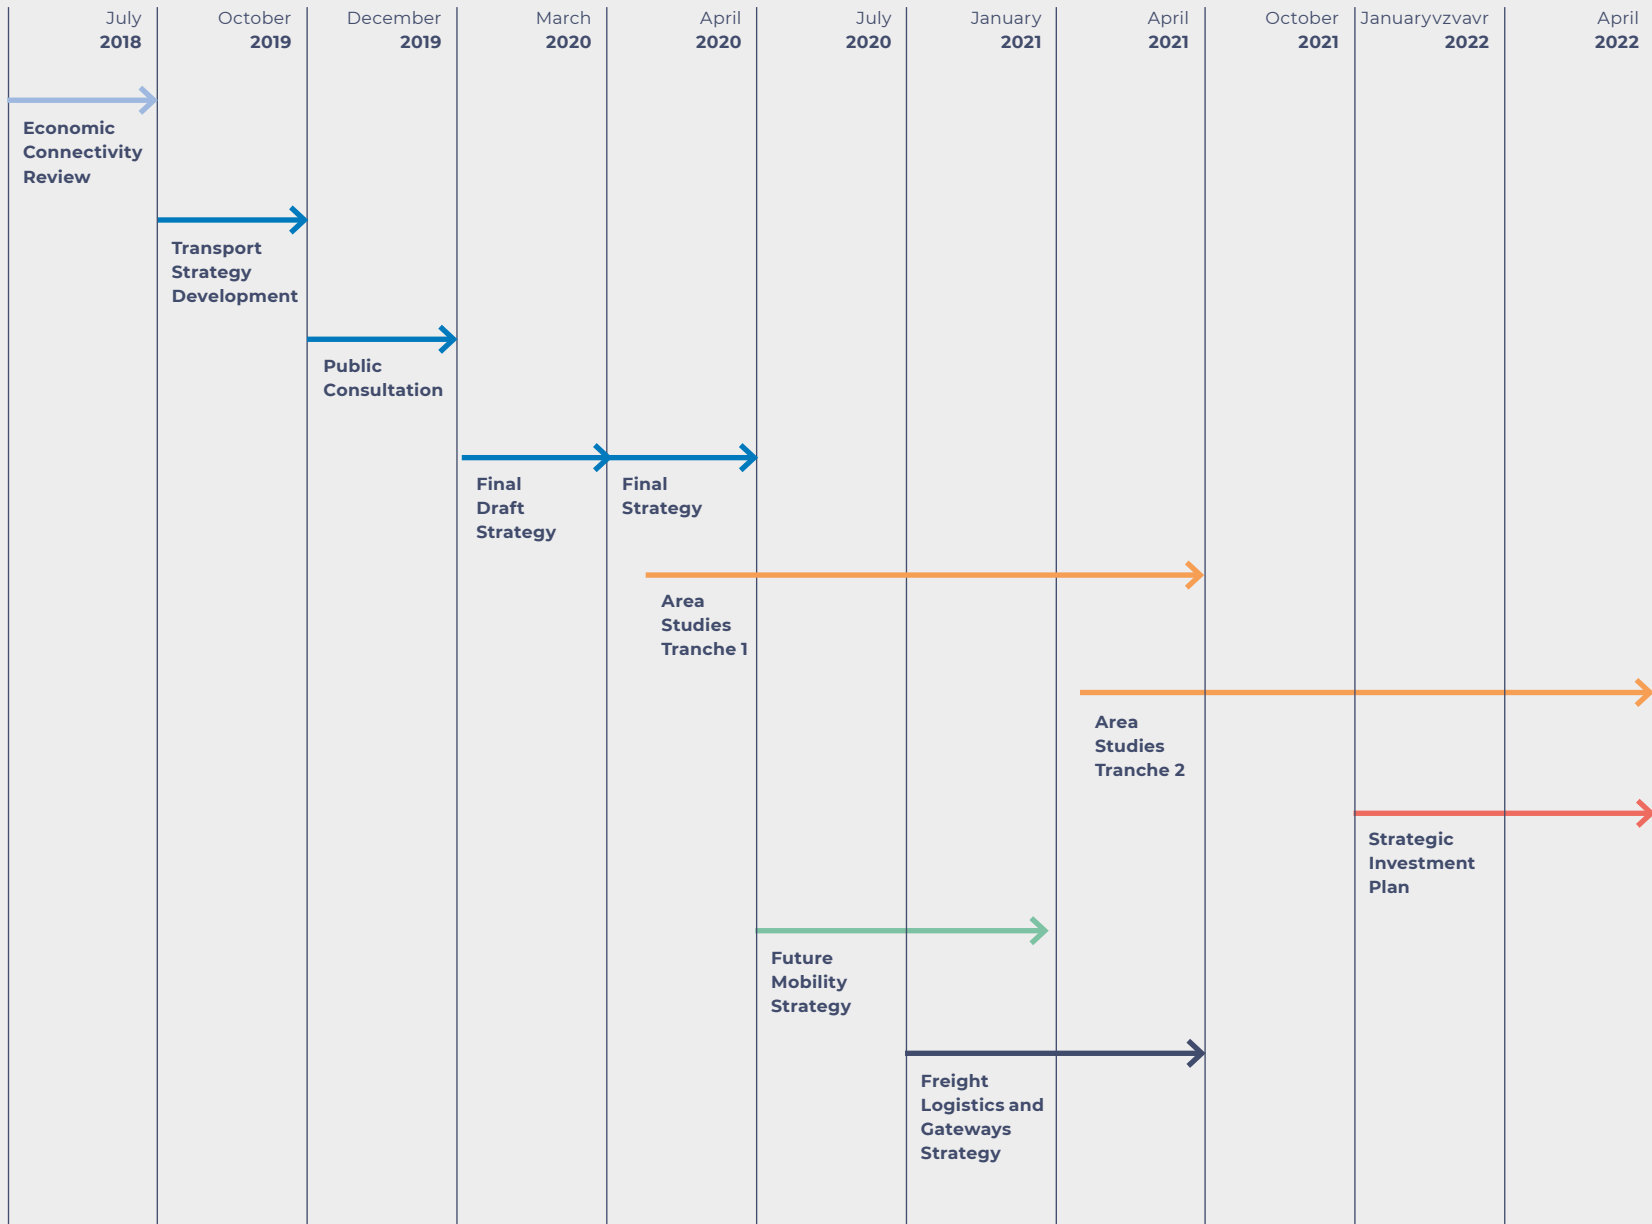 July
2018
October
2019
December
2019
March
2020
April
2020
July
2020
January
2021
April
2021
October
2021
Januaryvzvavr
2022
April
2022
Economic
Connectivity
Review
Transport
Strategy
Development
Public
Consultation
Final
Draft
Strategy
Final
Strategy
Area
Studies
Tranche 1
Area
Studies
Tranche 2
Strategic
Investment
Plan
Future
Mobility
Strategy
Freight
Logistics and
Gateways
Strategy